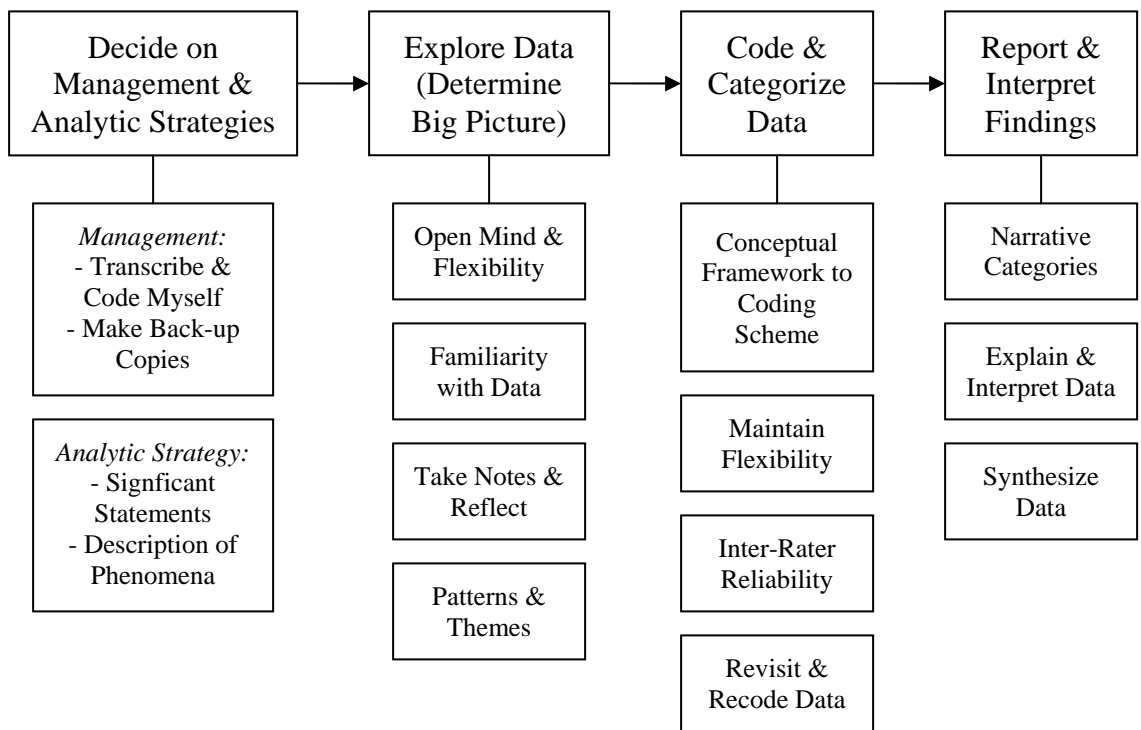 Decide on
Management &
Analytic Strategies
Explore Data
(Determine
Big Picture)
Code &
Categorize
Data
Report &
Interpret
Findings
Management:
- Transcribe &
Code Myself
- Make Back-up
Copies
Analytic Strategy:
- Signficant
Statements
- Description of
Phenomena
Open Mind &
Flexibility
Familiarity
with Data
Take Notes &
Reflect
Patterns &
Themes
Conceptual
Framework to
Coding
Scheme
Maintain
Flexibility
Inter-Rater
Reliability
Revisit &
Recode Data
Narrative
Categories
Explain &
Interpret Data
Synthesize
Data